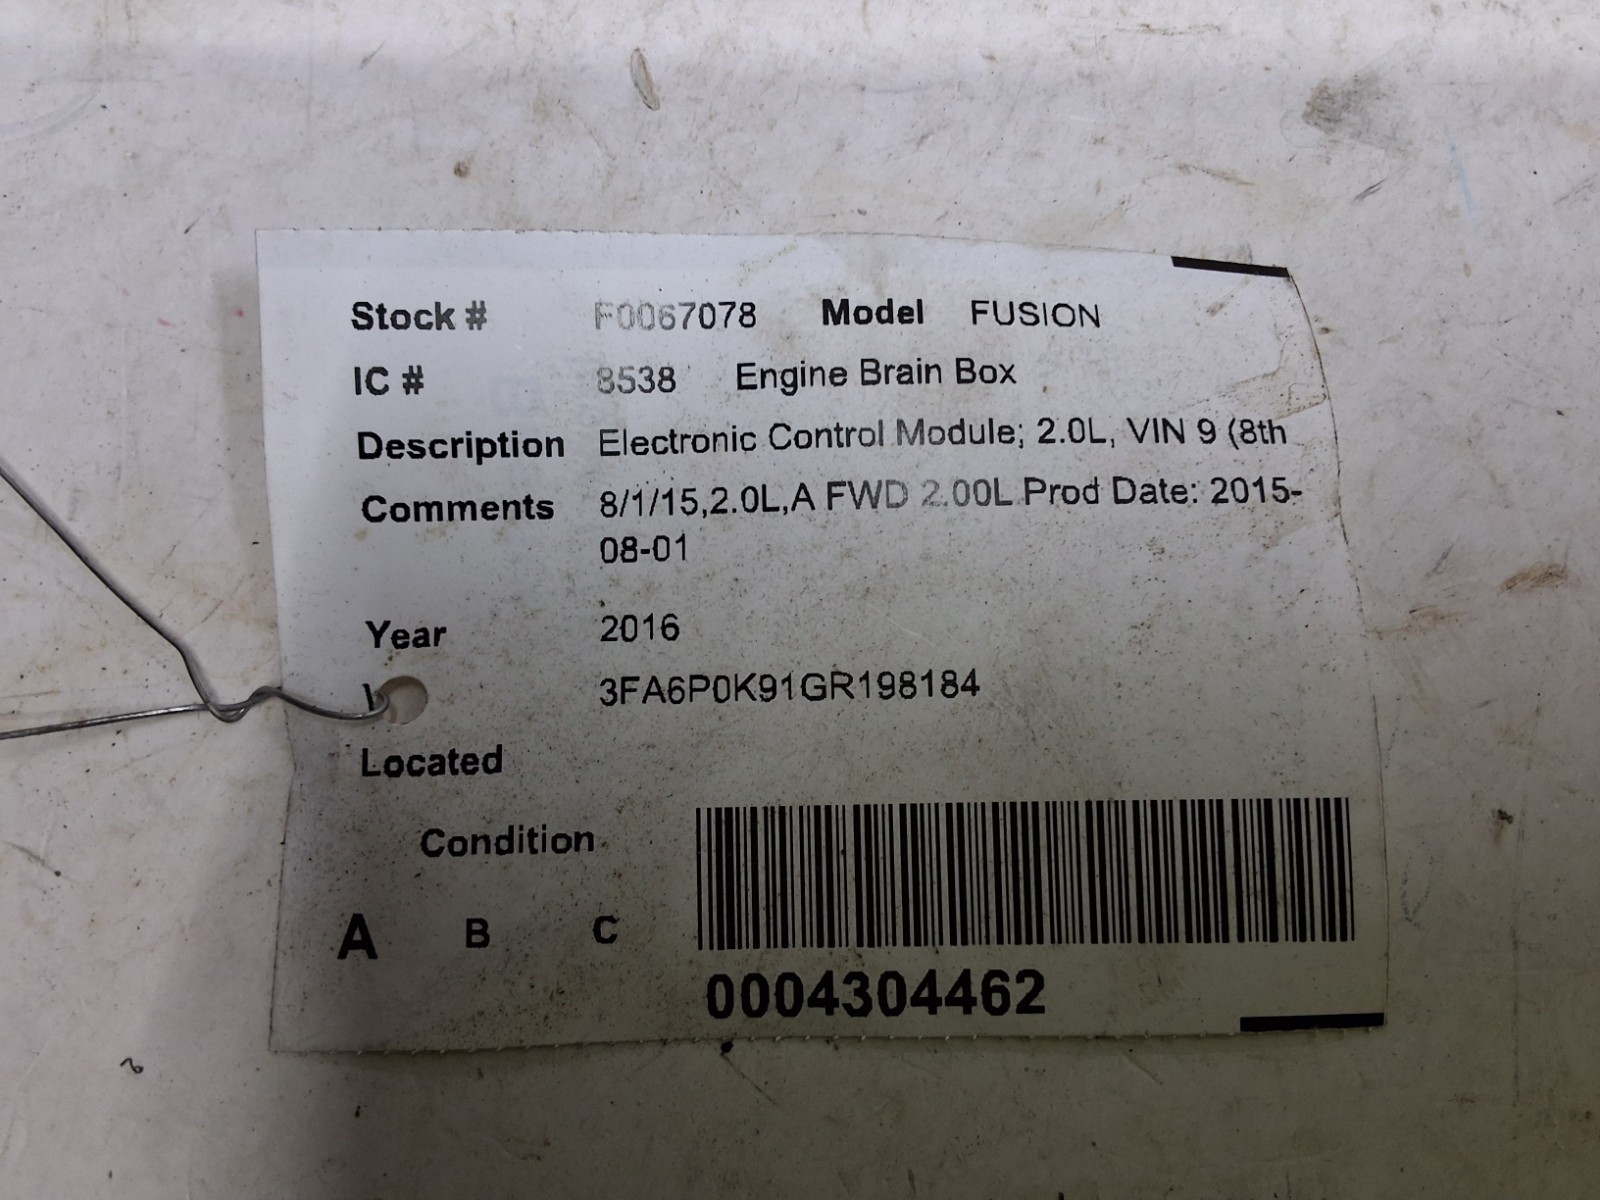 Stock # F0067078 Model FUSION
IC # 8538 Engine Brain Box
Description Electronic Control Module; 2.0L, VIN 9 (8th
Comments 8/1/15,2.0L,A FWD 2.00L Prod Date: 2015-
08-01
Year 2016
3FA6P0K91GR198184
Located
Condition
A B C
0004304462